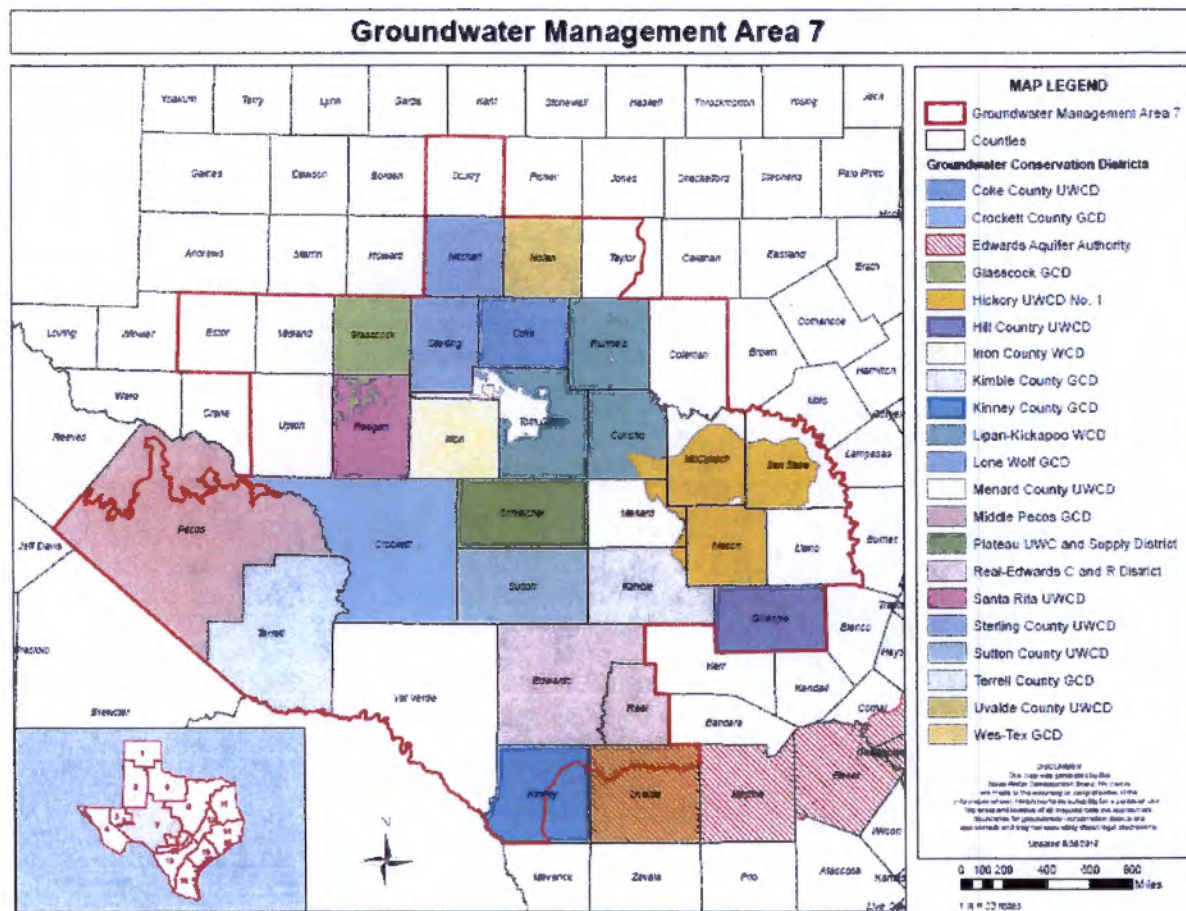 Groundwater Management Area 7
Yoakum Terry Lynn Garza Kent Stonewell Haskell Throckmorton Young Jack
Gaines Dawson Borden Scurry Fisher Jones Shackelford Stephens Palo Pinto
Andrews Martin Howard Mitchell Nolan Taylor Callahan Eastland Erath
Loving Winkler Ector Midland Glasscock Sterling Coke Runnels Coleman Brown Comanche Hamilton
Reeves Ward Crane Upton Reagan Irion Tom Green Concho McCulloch San Saba Mills Lampasas
Jeff Davis Pecos Crockett Schleicher Menard Mason Llano Burnet
Presidio Terrell Sutton Kimble Gillespie Blanco Hays
Brewster Val Verde Edwards Real Kerr Kendall Bandera Comal
Kinney Uvalde Medina Bexar Wilson
Maverick Zavala Frio Atascosa
MAP LEGEND
Groundwater Management Area 7
Counties
Groundwater Conservation Districts
Coke County UWCD
Crockett County GCD
Edwards Aquifer Authority
Glasscock GCD
Hickory UWCD No. 1
Hill Country UWCD
Irion County WCD
Kimble County GCD
Kinney County GCD
Lipan-Kickapoo WCD
Lone Wolf GCD
Menard County UWCD
Middle Pecos GCD
Plateau UWC and Supply District
Real-Edwards C and R District
Santa Rita UWCD
Sterling County UWCD
Sutton County UWCD
Terrell County GCD
Uvalde County UWCD
Wes-Tex GCD
DISCLAIMER
0 100 200 400 600
Miles